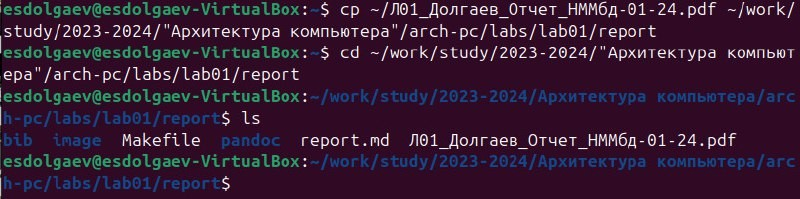 esdolgaev@esdolgaev-VirtualBox:~$ cp ~/Л01_Долгаев_Отчет_НММбд-01-24.pdf ~/work/
study/2023-2024/"Архитектура компьютера"/arch-pc/labs/lab01/report
esdolgaev@esdolgaev-VirtualBox:~$ cd ~/work/study/2023-2024/"Архитектура компьют
ера"/arch-pc/labs/lab01/report
esdolgaev@esdolgaev-VirtualBox:~/work/study/2023-2024/Архитектура компьютера/arc
h-pc/labs/lab01/report$ ls
bib  image  Makefile  pandoc  report.md  Л01_Долгаев_Отчет_НММбд-01-24.pdf
esdolgaev@esdolgaev-VirtualBox:~/work/study/2023-2024/Архитектура компьютера/arc
h-pc/labs/lab01/report$